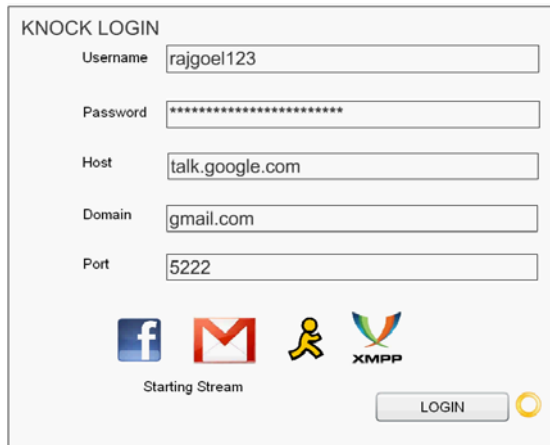 KNOCK LOGIN
Username rajgoel123
Password ************************
Host talk.google.com
Domain gmail.com
Port 5222
f
XMPP
Starting Stream
LOGIN